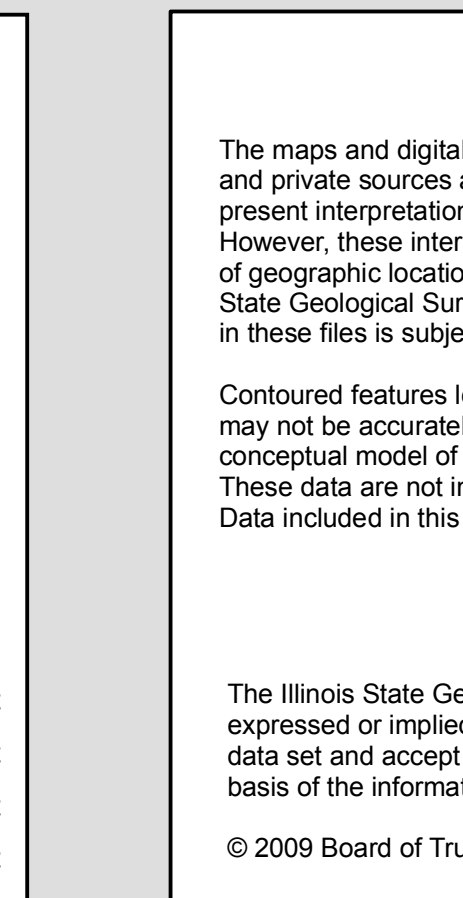 The maps and digital
and private sources
present interpretation
However, these inter
of geographic locatio
State Geological Sur
in these files is subje
Contoured features l
may not be accuratel
conceptual model of
These data are not i
Data included in this
The Illinois State Ge
expressed or implied
data set and accept
basis of the informat
© 2009 Board of Tru